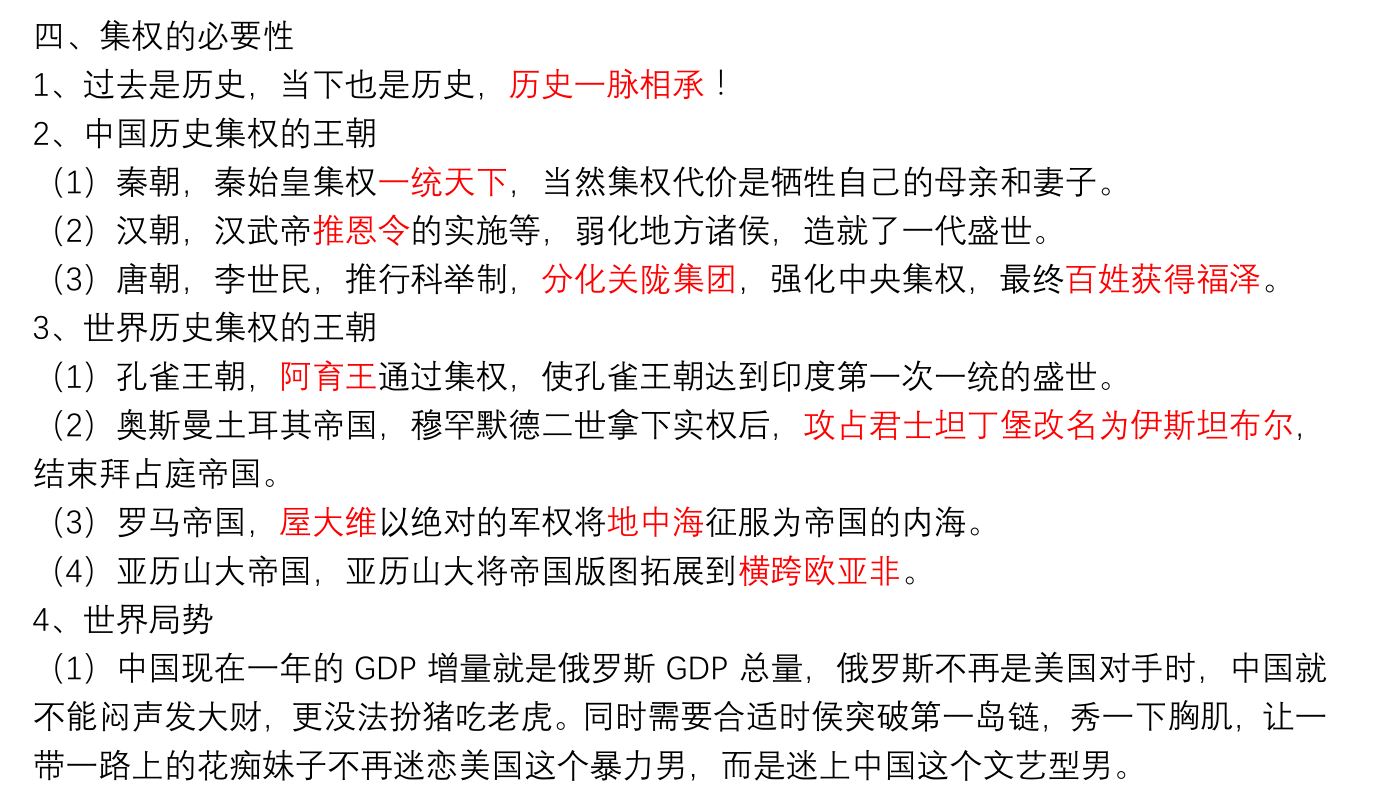 四、集权的必要性
1、过去是历史，当下也是历史，历史一脉相承！
2、中国历史集权的王朝
（1）秦朝，秦始皇集权一统天下，当然集权代价是牺牲自己的母亲和妻子。
（2）汉朝，汉武帝推恩令的实施等，弱化地方诸侯，造就了一代盛世。
（3）唐朝，李世民，推行科举制，分化关陇集团，强化中央集权，最终百姓获得福泽。
3、世界历史集权的王朝
（1）孔雀王朝，阿育王通过集权，使孔雀王朝达到印度第一次一统的盛世。
（2）奥斯曼土耳其帝国，穆罕默德二世拿下实权后，攻占君士坦丁堡改名为伊斯坦布尔，
结束拜占庭帝国。
（3）罗马帝国，屋大维以绝对的军权将地中海征服为帝国的内海。
（4）亚历山大帝国，亚历山大将帝国版图拓展到横跨欧亚非。
4、世界局势
（1）中国现在一年的 GDP 增量就是俄罗斯 GDP 总量，俄罗斯不再是美国对手时，中国就
不能闷声发大财，更没法扮猪吃老虎。同时需要合适时侯突破第一岛链，秀一下胸肌，让一
带一路上的花痴妹子不再迷恋美国这个暴力男，而是迷上中国这个文艺型男。